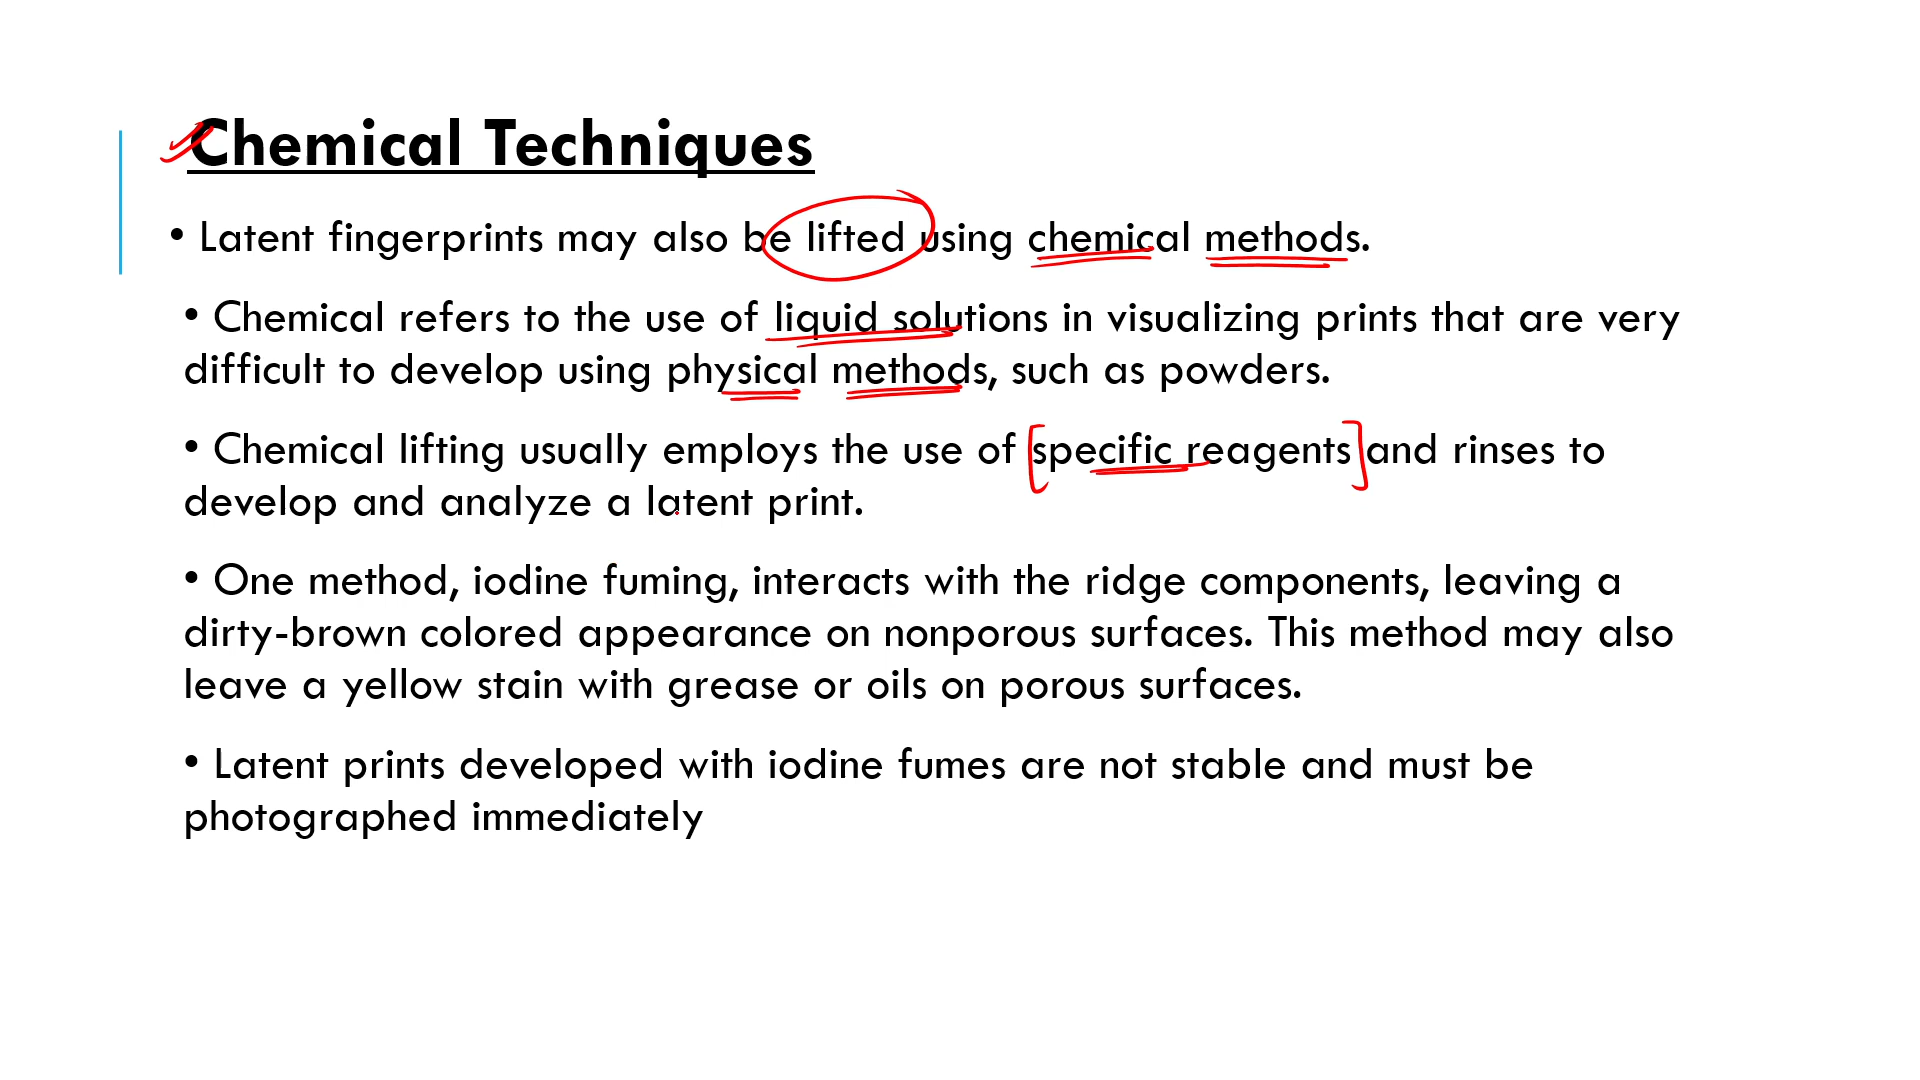 Chemical Techniques
• Latent fingerprints may also be lifted using chemical methods.
• Chemical refers to the use of liquid solutions in visualizing prints that are very
difficult to develop using physical methods, such as powders.
• Chemical lifting usually employs the use of specific reagents and rinses to
develop and analyze a latent print.
• One method, iodine fuming, interacts with the ridge components, leaving a
dirty-brown colored appearance on nonporous surfaces. This method may also
leave a yellow stain with grease or oils on porous surfaces.
• Latent prints developed with iodine fumes are not stable and must be
photographed immediately